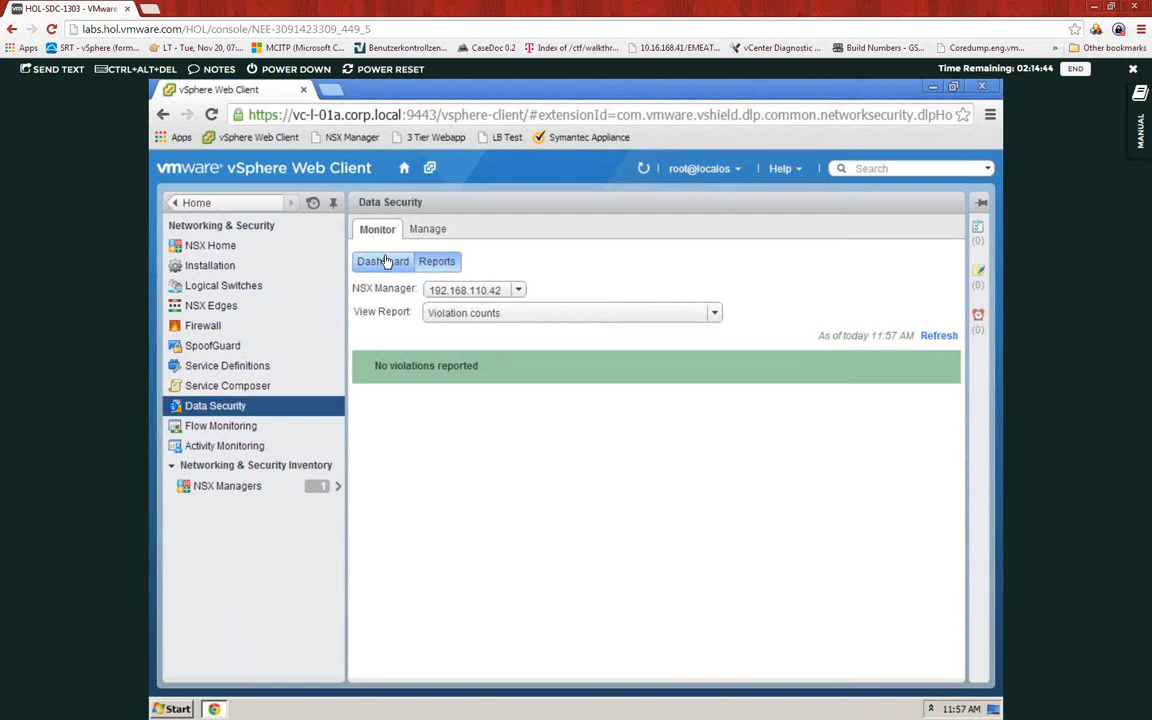 HOL-SDC-1303 - VMware
labs.hol.vmware.com/HOL/console/NEE-3091423309_449_5
Apps SRT - vSphere (form... LT - Tue, Nov 20, 07:... MCITP (Microsoft C... Benutzerkontrollzen... CaseDoc 0.2 Index of /ctf/walkthr... 10.16.168.41/EMEAT... vCenter Diagnostic ... Build Numbers - GS... Coredump.eng.vm... » Other bookmarks
SEND TEXT CTRL+ALT+DEL NOTES POWER DOWN POWER RESET Time Remaining: 02:14:44 END
MANUAL
vSphere Web Client
https://vc-l-01a.corp.local:9443/vsphere-client/#extensionId=com.vmware.vshield.dlp.common.networksecurity.dlpHo
Apps vSphere Web Client NSX Manager 3 Tier Webapp LB Test Symantec Appliance
vmware® vSphere Web Client root@localos Help Search
Home
Data Security
Networking & Security
Monitor Manage
NSX Home
Dashboard Reports
Installation
Logical Switches
NSX Manager: 192.168.110.42
NSX Edges
View Report: Violation counts
Firewall
As of today 11:57 AM Refresh
SpoofGuard
Service Definitions
No violations reported
Service Composer
Data Security
Flow Monitoring
Activity Monitoring
Networking & Security Inventory
NSX Managers 1
(0)
(0)
(0)
Start 11:57 AM